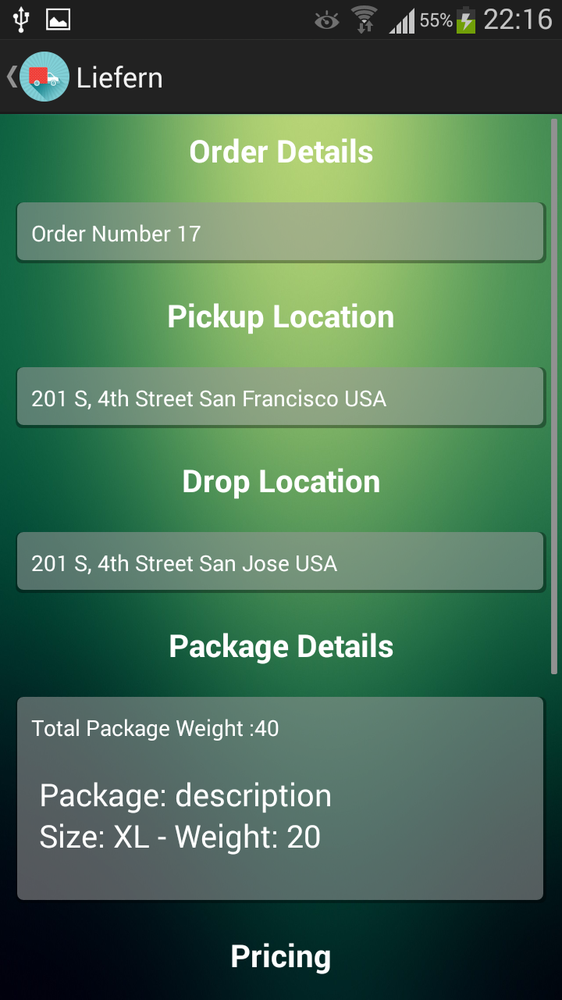 55% 22:16
Liefern
Order Details
Order Number 17
Pickup Location
201 S, 4th Street San Francisco USA
Drop Location
201 S, 4th Street San Jose USA
Package Details
Total Package Weight :40
Package: description
Size: XL - Weight: 20
Pricing